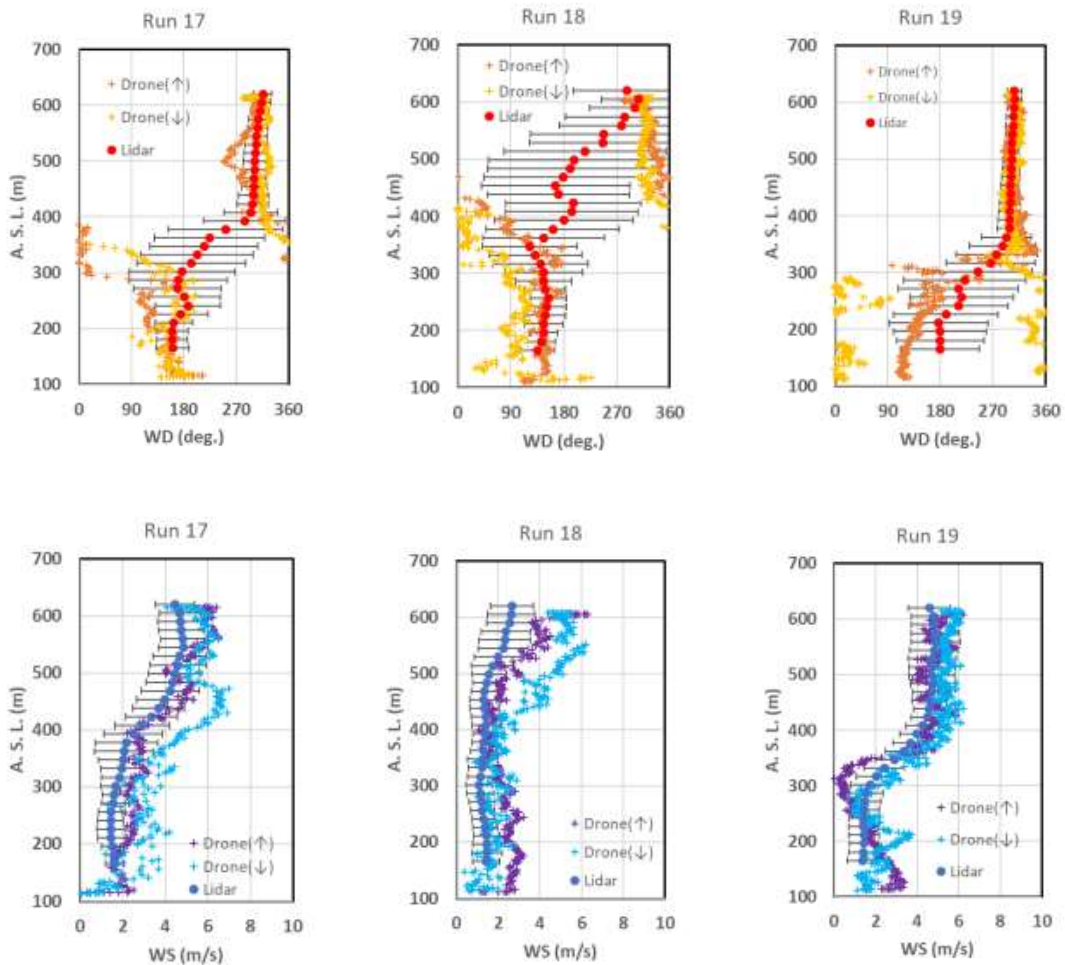 Run 17
700
600
500
400
300
200
100
A. S. L. (m)
Drone(↑)
Drone(↓)
Lidar
0 90 180 270 360
WD (deg.)
Run 18
700
600
500
400
300
200
100
A. S. L. (m)
Drone(↑)
Drone(↓)
Lidar
0 90 180 270 360
WD (deg.)
Run 19
700
600
500
400
300
200
100
A. S. L. (m)
Drone(↑)
Drone(↓)
Lidar
0 90 180 270 360
WD (deg.)
Run 17
700
600
500
400
300
200
100
A. S. L. (m)
Drone(↑)
Drone(↓)
Lidar
0 2 4 6 8 10
WS (m/s)
Run 18
700
600
500
400
300
200
100
A. S. L. (m)
Drone(↑)
Drone(↓)
Lidar
0 2 4 6 8 10
WS (m/s)
Run 19
700
600
500
400
300
200
100
A. S. L. (m)
Drone(↑)
Drone(↓)
Lidar
0 2 4 6 8 10
WS (m/s)